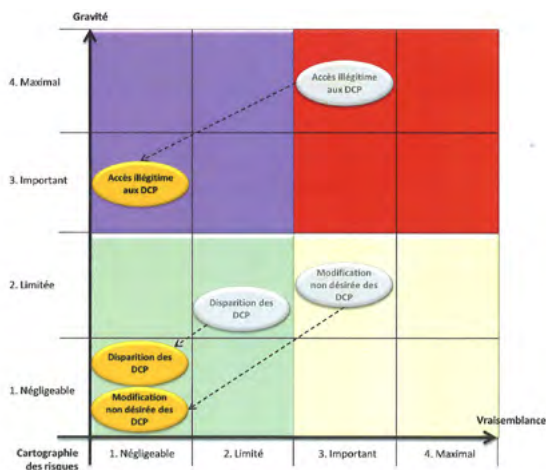 Gravité
4. Maximal
Accès illégitime
aux DCP
3. Important
Accès illégitime
aux DCP
2. Limitée
Modification
non désirée des
DCP
Disparition des
DCP
Disparition des
DCP
1. Négligeable
Modification
non désirée des
DCP
Vraisemblance
Cartographie
des risques
1. Négligeable
2. Limité
3. Important
4. Maximal